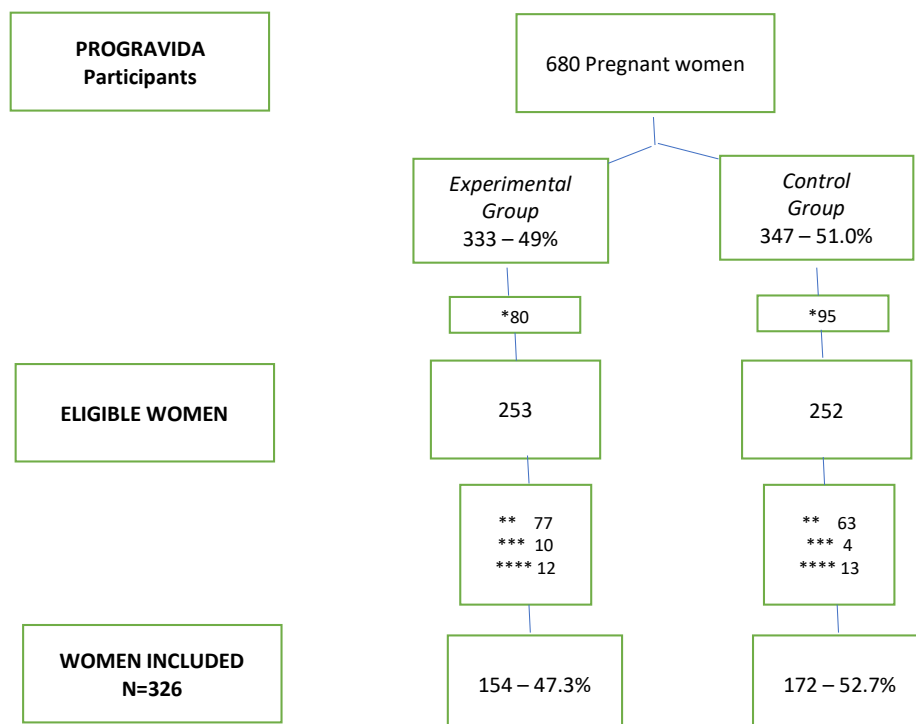 PROGRAVIDA
Participants
680 Pregnant women
Experimental
Group
333 – 49%
Control
Group
347 – 51.0%
*80
*95
ELIGIBLE WOMEN
253
252
** 77
*** 10
**** 12
** 63
*** 4
**** 13
WOMEN INCLUDED
N=326
154 – 47.3%
172 – 52.7%